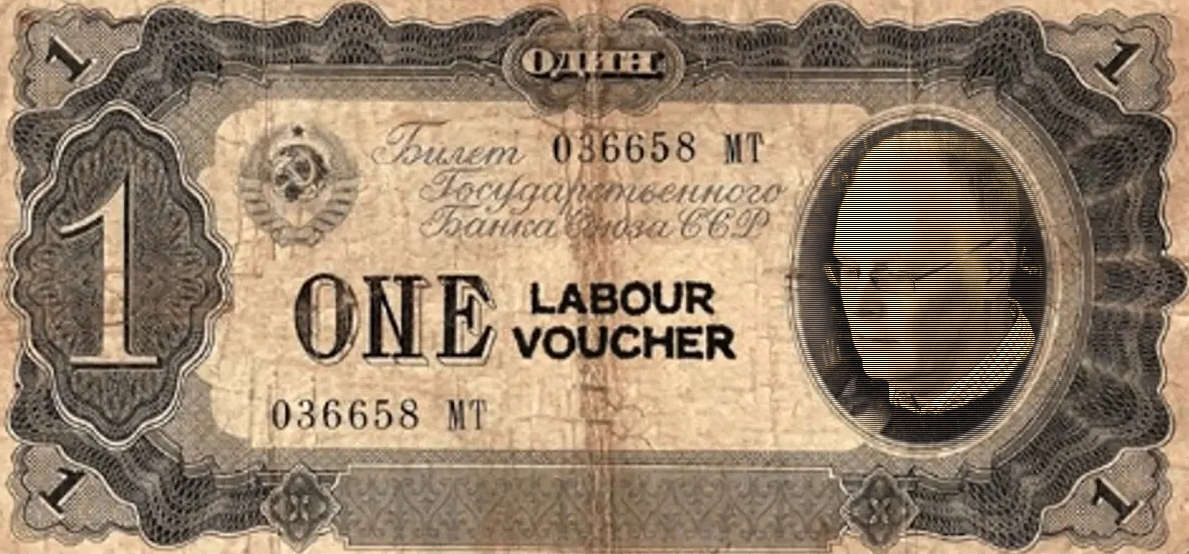 1
ОДИН
1
Билет 036658 МТ
Государственного
Банка Союза ССР
1
ONE LABOUR
VOUCHER
036658 МТ
1
1